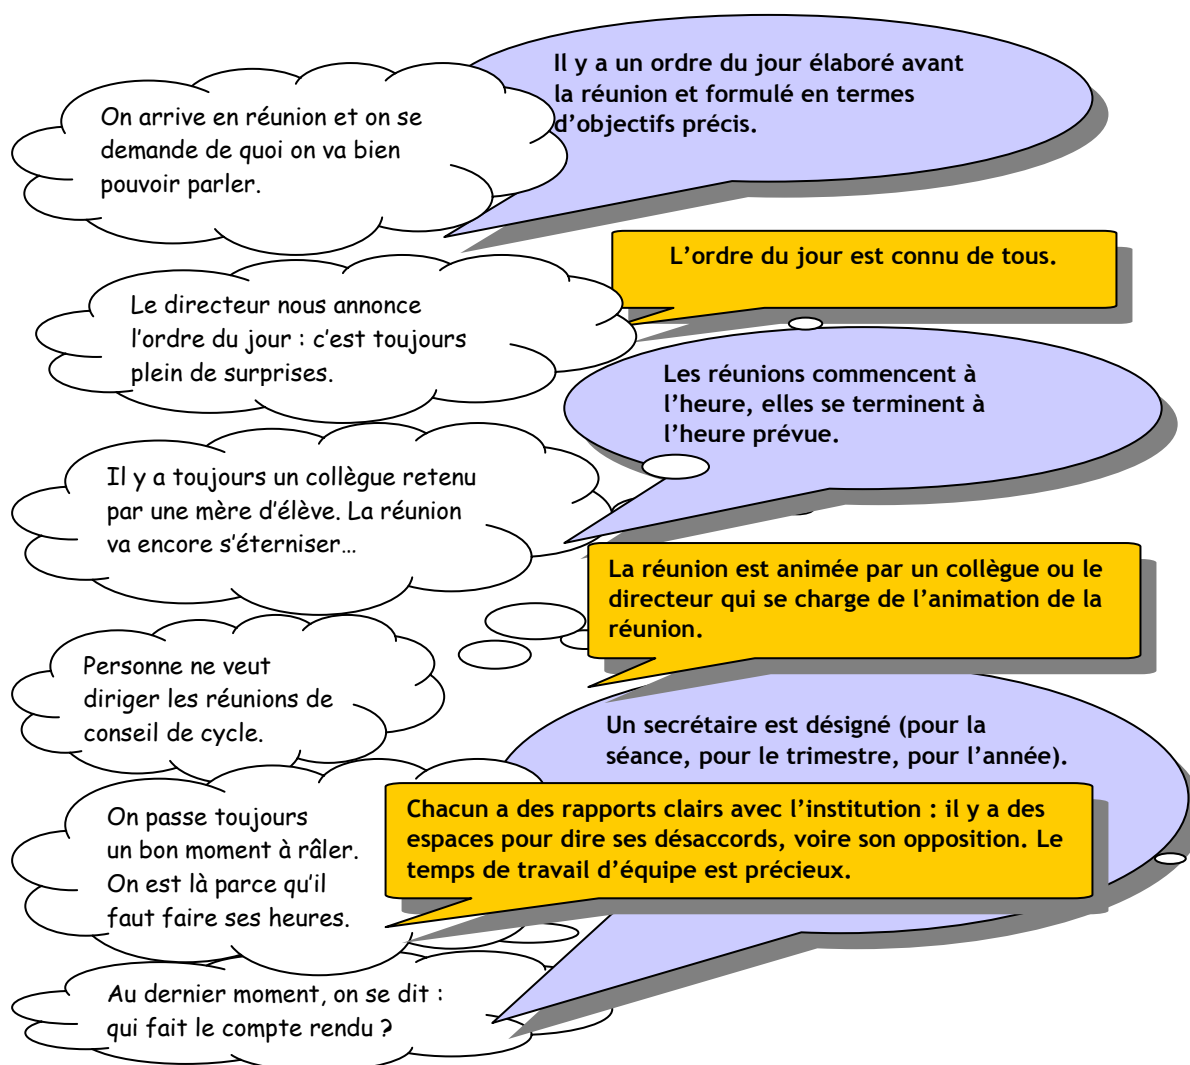 Il y a un ordre du jour élaboré avant
la réunion et formulé en termes
d’objectifs précis.
On arrive en réunion et on se
demande de quoi on va bien
pouvoir parler.
L’ordre du jour est connu de tous.
Le directeur nous annonce
l’ordre du jour : c’est toujours
plein de surprises.
Les réunions commencent à
l’heure, elles se terminent à
l’heure prévue.
Il y a toujours un collègue retenu
par une mère d’élève. La réunion
va encore s’éterniser…
La réunion est animée par un collègue ou le
directeur qui se charge de l’animation de la
réunion.
Personne ne veut
diriger les réunions de
conseil de cycle.
Un secrétaire est désigné (pour la
séance, pour le trimestre, pour l’année).
Chacun a des rapports clairs avec l’institution : il y a des
espaces pour dire ses désaccords, voire son opposition. Le
temps de travail d’équipe est précieux.
On passe toujours
un bon moment à râler.
On est là parce qu’il
faut faire ses heures.
Au dernier moment, on se dit :
qui fait le compte rendu ?